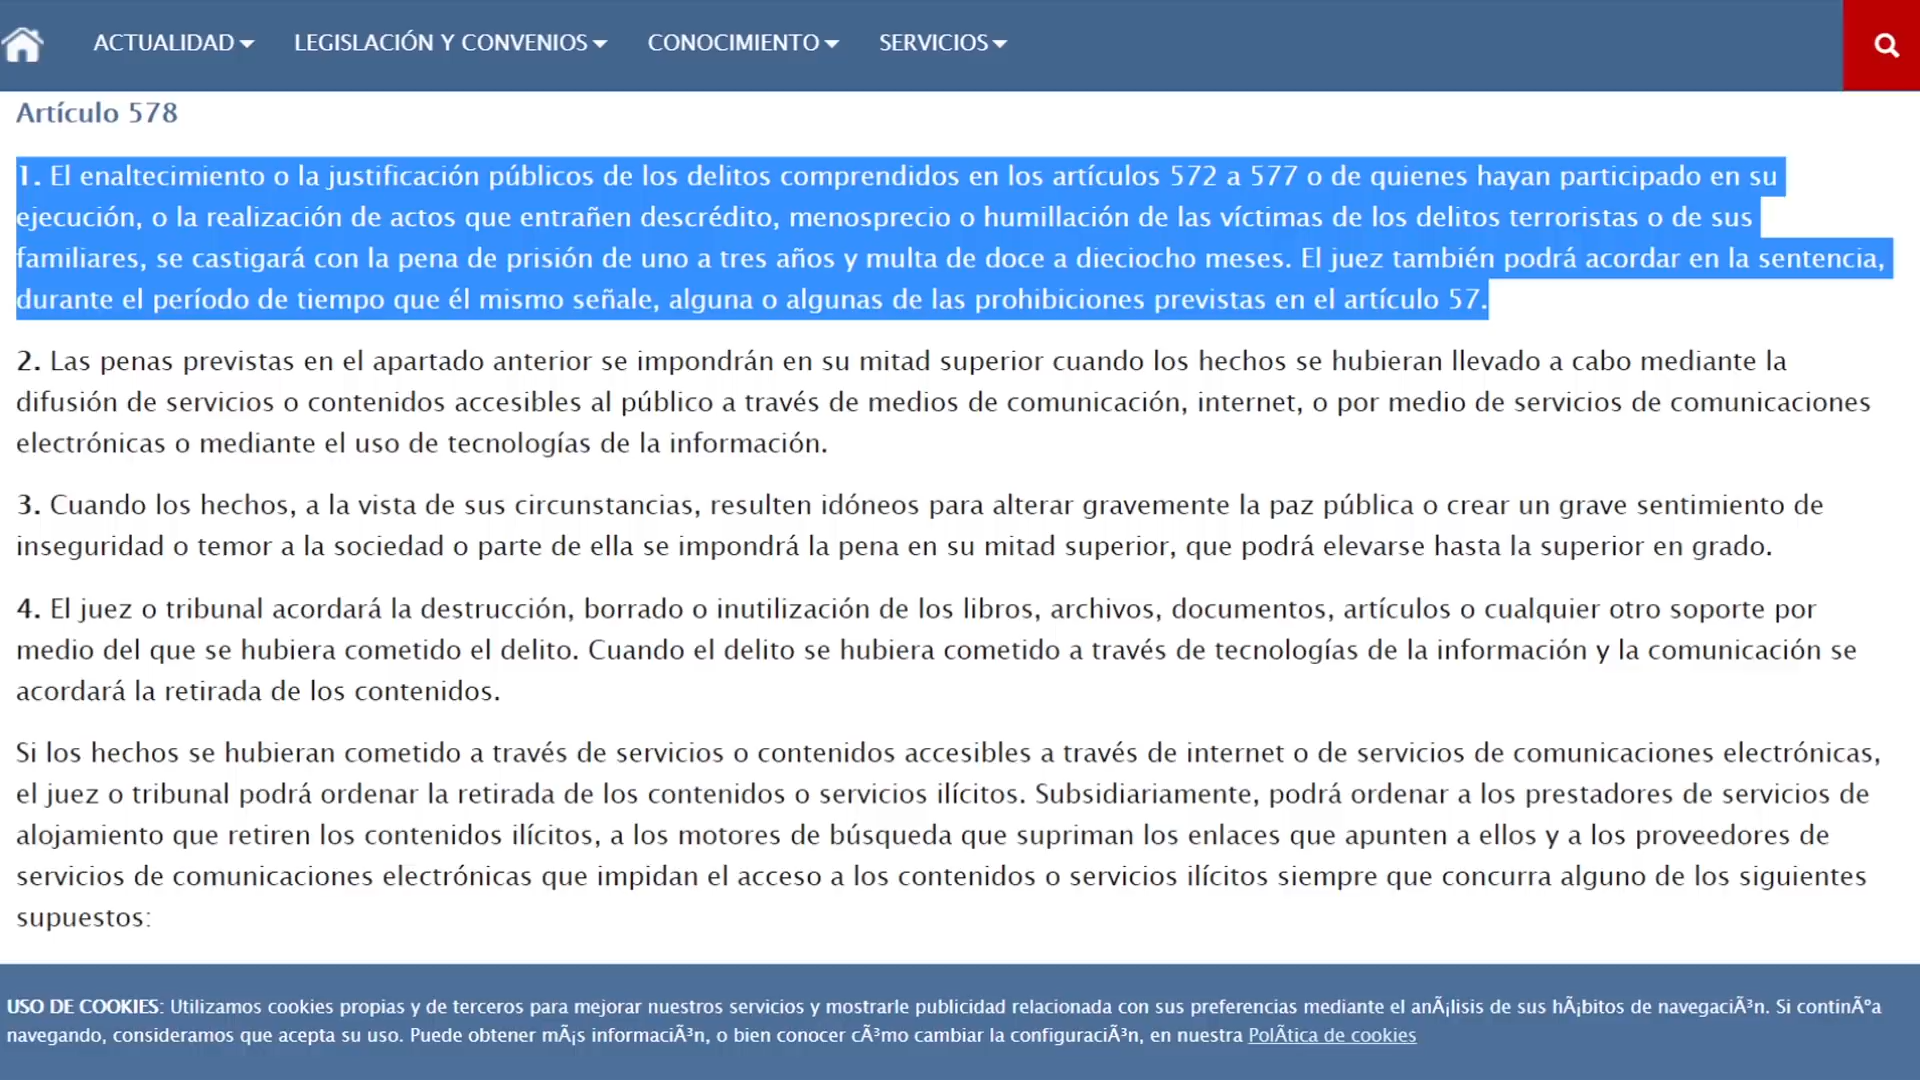 ACTUALIDAD LEGISLACIÓN Y CONVENIOS CONOCIMIENTO SERVICIOS
Artículo 578
1. El enaltecimiento o la justificación públicos de los delitos comprendidos en los artículos 572 a 577 o de quienes hayan participado en su
ejecución, o la realización de actos que entrañen descrédito, menosprecio o humillación de las víctimas de los delitos terroristas o de sus
familiares, se castigará con la pena de prisión de uno a tres años y multa de doce a dieciocho meses. El juez también podrá acordar en la sentencia,
durante el período de tiempo que él mismo señale, alguna o algunas de las prohibiciones previstas en el artículo 57.
2. Las penas previstas en el apartado anterior se impondrán en su mitad superior cuando los hechos se hubieran llevado a cabo mediante la
difusión de servicios o contenidos accesibles al público a través de medios de comunicación, internet, o por medio de servicios de comunicaciones
electrónicas o mediante el uso de tecnologías de la información.
3. Cuando los hechos, a la vista de sus circunstancias, resulten idóneos para alterar gravemente la paz pública o crear un grave sentimiento de
inseguridad o temor a la sociedad o parte de ella se impondrá la pena en su mitad superior, que podrá elevarse hasta la superior en grado.
4. El juez o tribunal acordará la destrucción, borrado o inutilización de los libros, archivos, documentos, artículos o cualquier otro soporte por
medio del que se hubiera cometido el delito. Cuando el delito se hubiera cometido a través de tecnologías de la información y la comunicación se
acordará la retirada de los contenidos.
Si los hechos se hubieran cometido a través de servicios o contenidos accesibles a través de internet o de servicios de comunicaciones electrónicas,
el juez o tribunal podrá ordenar la retirada de los contenidos o servicios ilícitos. Subsidiariamente, podrá ordenar a los prestadores de servicios de
alojamiento que retiren los contenidos ilícitos, a los motores de búsqueda que supriman los enlaces que apunten a ellos y a los proveedores de
servicios de comunicaciones electrónicas que impidan el acceso a los contenidos o servicios ilícitos siempre que concurra alguno de los siguientes
supuestos:
USO DE COOKIES: Utilizamos cookies propias y de terceros para mejorar nuestros servicios y mostrarle publicidad relacionada con sus preferencias mediante el anÃ¡lisis de sus hÃ¡bitos de navegaciÃ³n. Si continÃºa
navegando, consideramos que acepta su uso. Puede obtener mÃ¡s informaciÃ³n, o bien conocer cÃ³mo cambiar la configuraciÃ³n, en nuestra PolÃtica de cookies